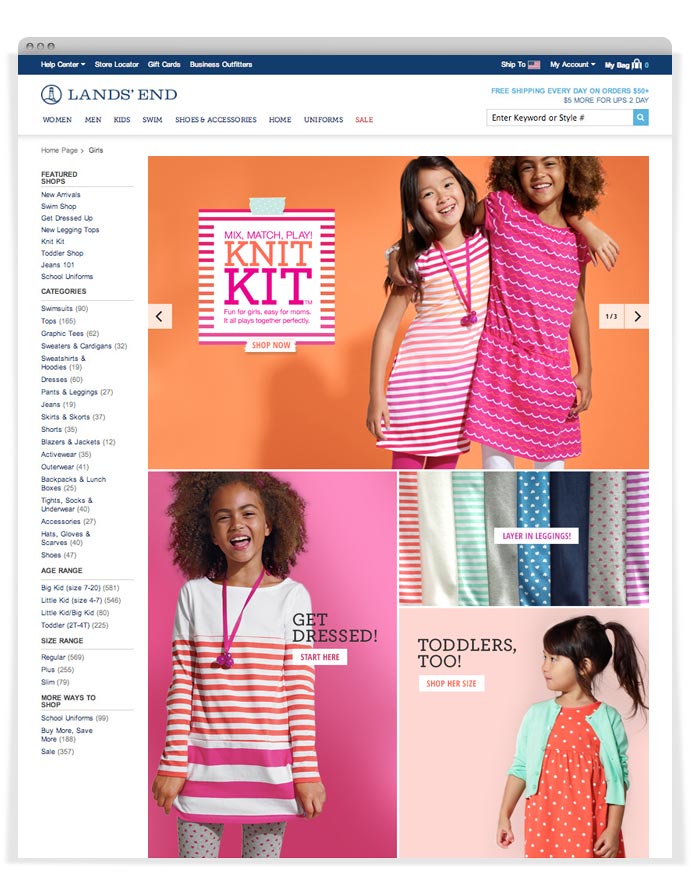 Help Center
Store Locator
Gift Cards
Business Outfitters
Ship To
My Account
My Bag
0
LANDS' END
FREE SHIPPING EVERY DAY ON ORDERS $50+
$5 MORE FOR UPS 2 DAY
WOMEN
MEN
KIDS
SWIM
SHOES & ACCESSORIES
HOME
UNIFORMS
SALE
Enter Keyword or Style #
Home Page > Girls
FEATURED
SHOPS
New Arrivals
Swim Shop
Get Dressed Up
New Legging Tops
Knit Kit
Toddler Shop
Jeans 101
School Uniforms
CATEGORIES
Swimsuits (90)
Tops (165)
Graphic Tees (62)
Sweaters & Cardigans (32)
Sweatshirts &
Hoodies (19)
Dresses (60)
Pants & Leggings (27)
Jeans (19)
Skirts & Skorts (37)
Shorts (35)
Blazers & Jackets (12)
Activewear (35)
Outerwear (41)
Backpacks & Lunch
Boxes (25)
Tights, Socks &
Underwear (40)
Accessories (27)
Hats, Gloves &
Scarves (40)
Shoes (47)
AGE RANGE
Big Kid (size 7-20) (581)
Little Kid (size 4-7) (546)
Little Kid/Big Kid (80)
Toddler (2T-4T) (225)
SIZE RANGE
Regular (569)
Plus (255)
Slim (79)
MORE WAYS TO
SHOP
School Uniforms (99)
Buy More, Save
More (188)
Sale (357)
MIX, MATCH, PLAY!
KNIT
KIT™
Fun for girls, easy for moms.
It all plays together perfectly.
SHOP NOW
1 / 3
GET
DRESSED!
START HERE
LAYER IN LEGGINGS!
TODDLERS,
TOO!
SHOP HER SIZE